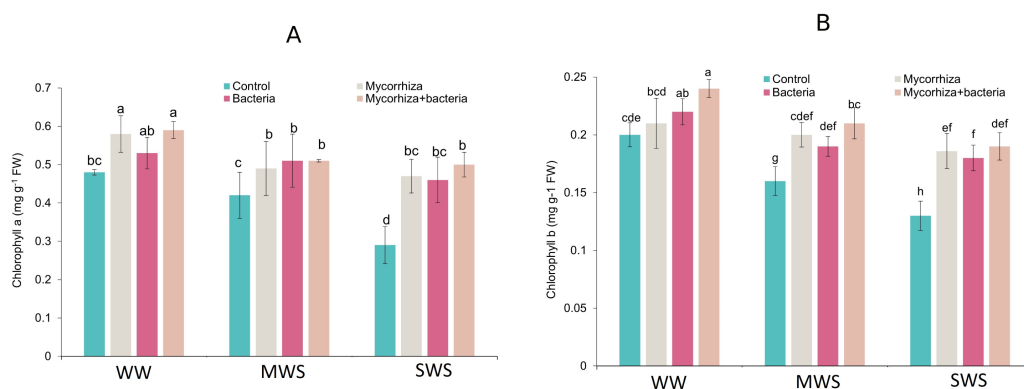 A
Control
Mycorrhiza
Bacteria
Mycorhiza+bacteria
Chlorophyll a (mg g-1 FW)
0.7
0.6
0.5
0.4
0.3
0.2
0.1
0
bc
a
ab
a
c
b
b
b
d
bc
bc
b
WW
MWS
SWS
B
Control
Mycorrhiza
Bacteria
Mycorhiza+bacteria
Chlorophyll b (mg g-1 FW)
0.25
0.2
0.15
0.1
0.05
0
cde
bcd
ab
a
g
cdef
def
bc
h
ef
f
def
WW
MWS
SWS